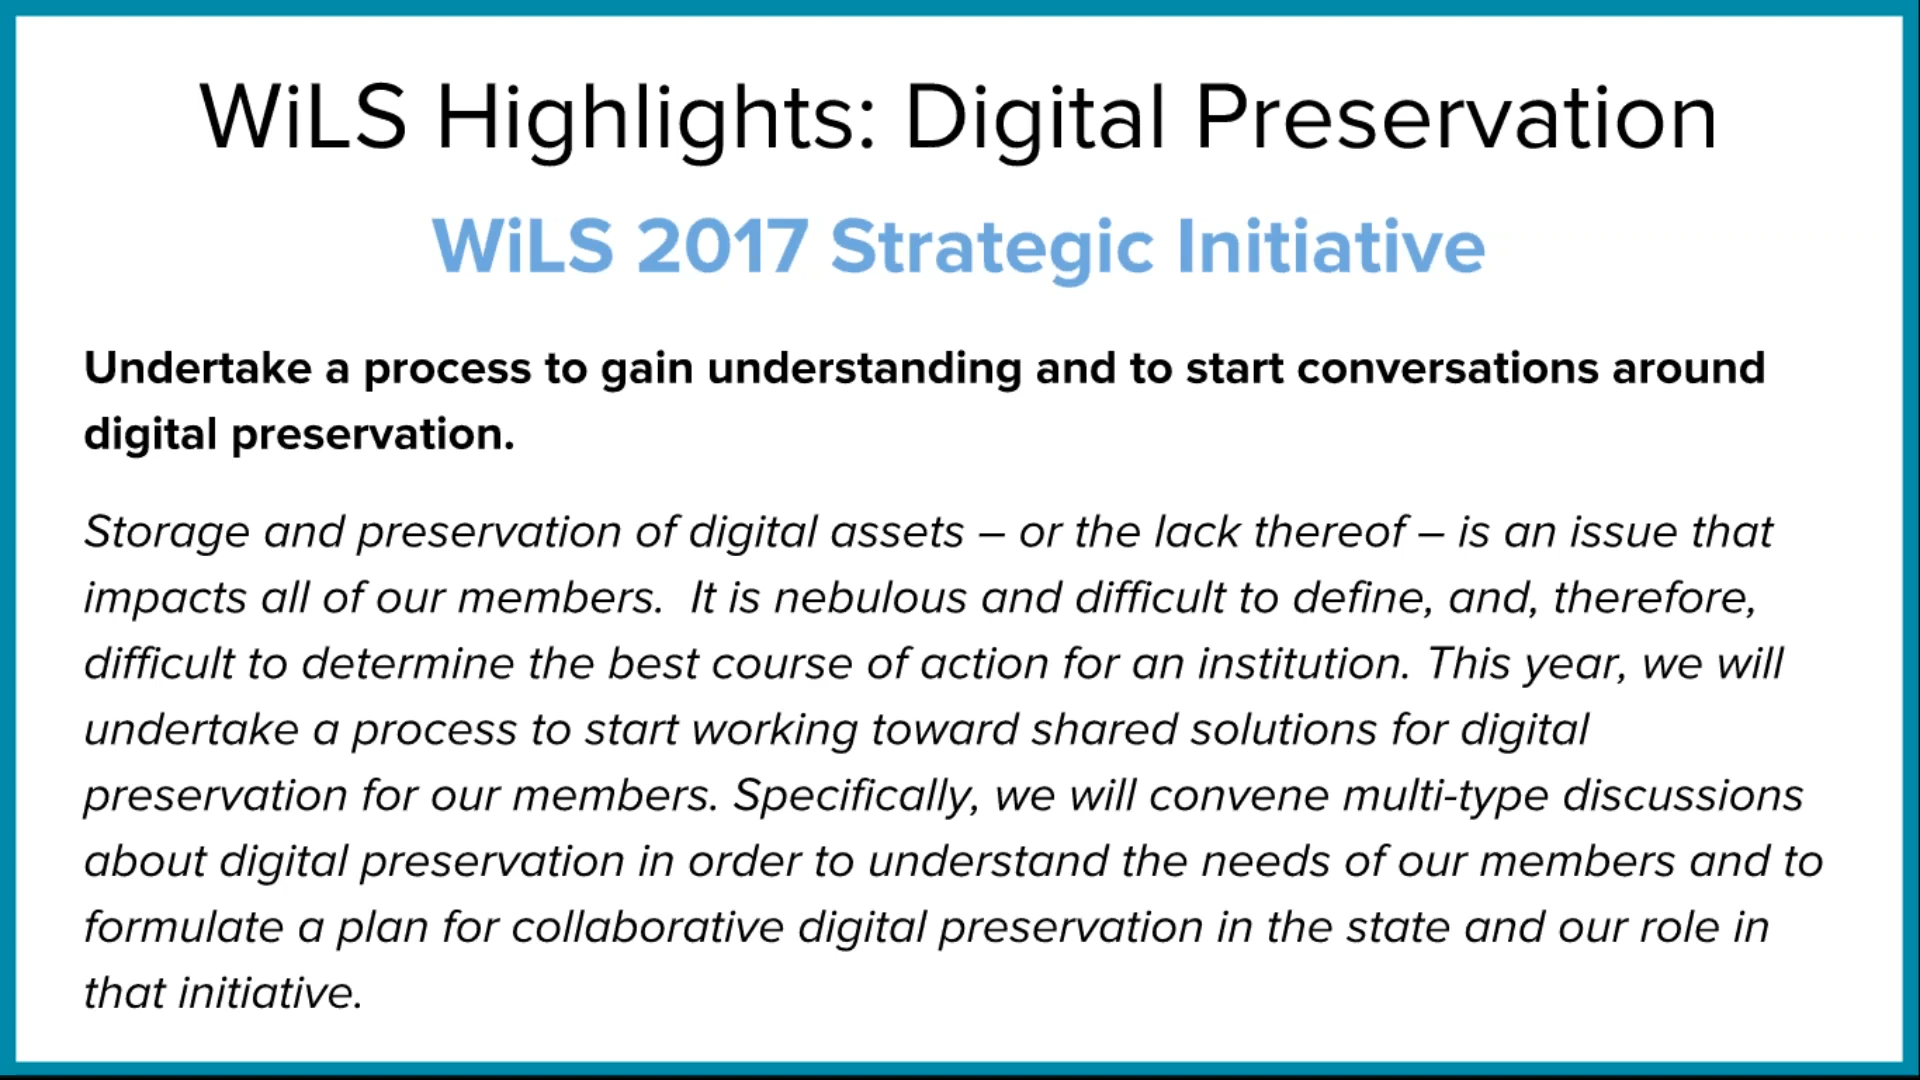 WiLS Highlights: Digital Preservation
WiLS 2017 Strategic Initiative
Undertake a process to gain understanding and to start conversations around
digital preservation.
Storage and preservation of digital assets – or the lack thereof – is an issue that
impacts all of our members.  It is nebulous and difficult to define, and, therefore,
difficult to determine the best course of action for an institution. This year, we will
undertake a process to start working toward shared solutions for digital
preservation for our members. Specifically, we will convene multi-type discussions
about digital preservation in order to understand the needs of our members and to
formulate a plan for collaborative digital preservation in the state and our role in
that initiative.